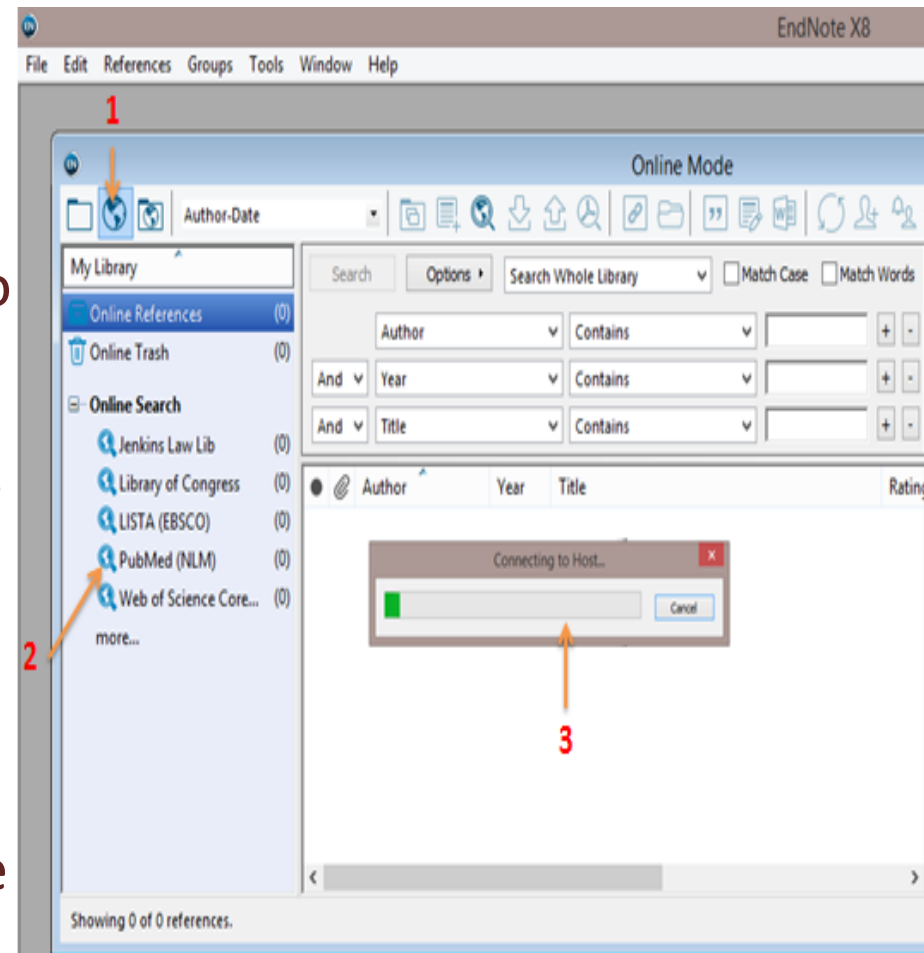 EndNote X8
File Edit References Groups Tools Window Help
1
Online Mode
Author-Date
My Library
Search Options Search Whole Library Match Case Match Words
Online References (0)
Author Contains + -
Online Trash (0)
And Year Contains + -
Online Search
And Title Contains + -
Jenkins Law Lib (0)
Library of Congress (0)
Author Year Title Rating
LISTA (EBSCO) (0)
PubMed (NLM) (0)
Connecting to Host...
Cancel
Web of Science Core... (0)
more...
2
3
Showing 0 of 0 references.